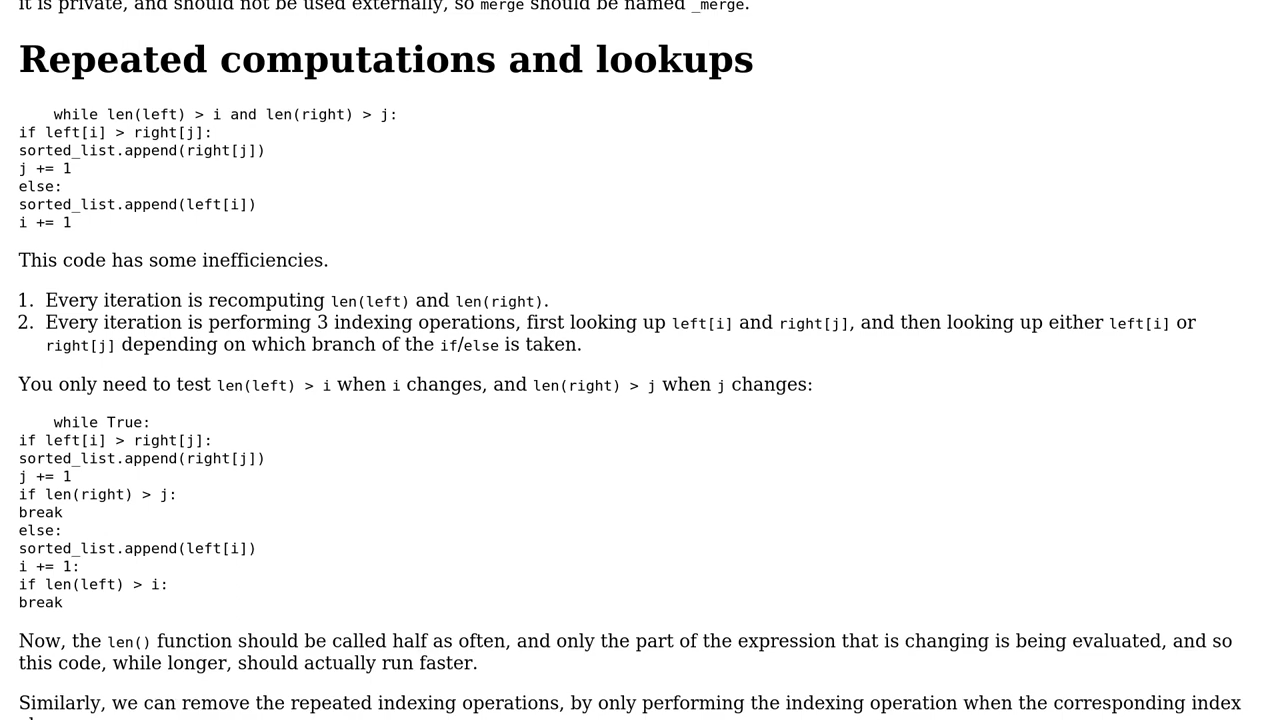 it is private, and should not be used externally, so merge should be named _merge.
Repeated computations and lookups
while len(left) > i and len(right) > j:
if left[i] > right[j]:
sorted_list.append(right[j])
j += 1
else:
sorted_list.append(left[i])
i += 1
This code has some inefficiencies.
1. Every iteration is recomputing len(left) and len(right).
2. Every iteration is performing 3 indexing operations, first looking up left[i] and right[j], and then looking up either left[i] or
right[j] depending on which branch of the if/else is taken.
You only need to test len(left) > i when i changes, and len(right) > j when j changes:
while True:
if left[i] > right[j]:
sorted_list.append(right[j])
j += 1
if len(right) > j:
break
else:
sorted_list.append(left[i])
i += 1:
if len(left) > i:
break
Now, the len() function should be called half as often, and only the part of the expression that is changing is being evaluated, and so
this code, while longer, should actually run faster.
Similarly, we can remove the repeated indexing operations, by only performing the indexing operation when the corresponding index